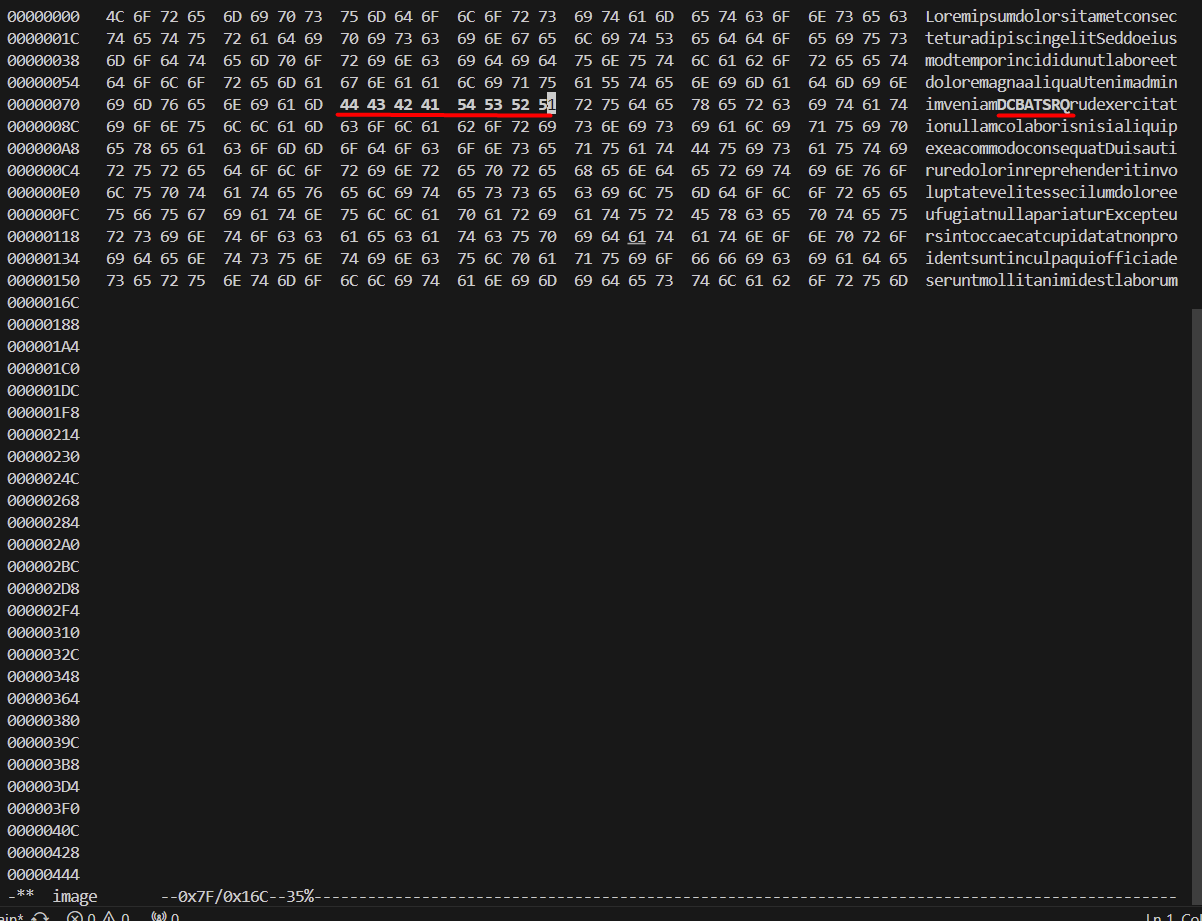 00000000 4C 6F 72 65 6D 69 70 73 75 6D 64 6F 6C 6F 72 73 69 74 61 6D 65 74 63 6F 6E 73 65 63 Loremipsumdolorsitametconsec
0000001C 74 65 74 75 72 61 64 69 70 69 73 63 69 6E 67 65 6C 69 74 53 65 64 64 6F 65 69 75 73 teturadipiscingelitSeddoeius
00000038 6D 6F 64 74 65 6D 70 6F 72 69 6E 63 69 64 69 64 75 6E 75 74 6C 61 62 6F 72 65 65 74 modtemporincididunutlaboreet
00000054 64 6F 6C 6F 72 65 6D 61 67 6E 61 61 6C 69 71 75 61 55 74 65 6E 69 6D 61 64 6D 69 6E doloremagnaaliquaUtenimadmin
00000070 69 6D 76 65 6E 69 61 6D 44 43 42 41 54 53 52 51 72 75 64 65 78 65 72 63 69 74 61 74 imveniamDCBATSRQrudexercitat
0000008C 69 6F 6E 75 6C 6C 61 6D 63 6F 6C 61 62 6F 72 69 73 6E 69 73 69 61 6C 69 71 75 69 70 ionullamcolaborisnisialiquip
000000A8 65 78 65 61 63 6F 6D 6D 6F 64 6F 63 6F 6E 73 65 71 75 61 74 44 75 69 73 61 75 74 69 exeacommodoconsequatDuisauti
000000C4 72 75 72 65 64 6F 6C 6F 72 69 6E 72 65 70 72 65 68 65 6E 64 65 72 69 74 69 6E 76 6F ruredolorinreprehenderitinvo
000000E0 6C 75 70 74 61 74 65 76 65 6C 69 74 65 73 73 65 63 69 6C 75 6D 64 6F 6C 6F 72 65 65 luptatevelitessecilumdoloree
000000FC 75 66 75 67 69 61 74 6E 75 6C 6C 61 70 61 72 69 61 74 75 72 45 78 63 65 70 74 65 75 ufugiatnullapariaturExcepteu
00000118 72 73 69 6E 74 6F 63 63 61 65 63 61 74 63 75 70 69 64 61 74 61 74 6E 6F 6E 70 72 6F rsintoccaecatcupidatatnonpro
00000134 69 64 65 6E 74 73 75 6E 74 69 6E 63 75 6C 70 61 71 75 69 6F 66 66 69 63 69 61 64 65 identsuntinculpaquiofficiade
00000150 73 65 72 75 6E 74 6D 6F 6C 6C 69 74 61 6E 69 6D 69 64 65 73 74 6C 61 62 6F 72 75 6D seruntmollitanimidestlaborum
0000016C
00000188
000001A4
000001C0
000001DC
000001F8
00000214
00000230
0000024C
00000268
00000284
000002A0
000002BC
000002D8
000002F4
00000310
0000032C
00000348
00000364
00000380
0000039C
000003B8
000003D4
000003F0
0000040C
00000428
00000444
-** image --0x7F/0x16C--35%------------------------------------------------------------
ain* 0 0 0 Ln 1, Col